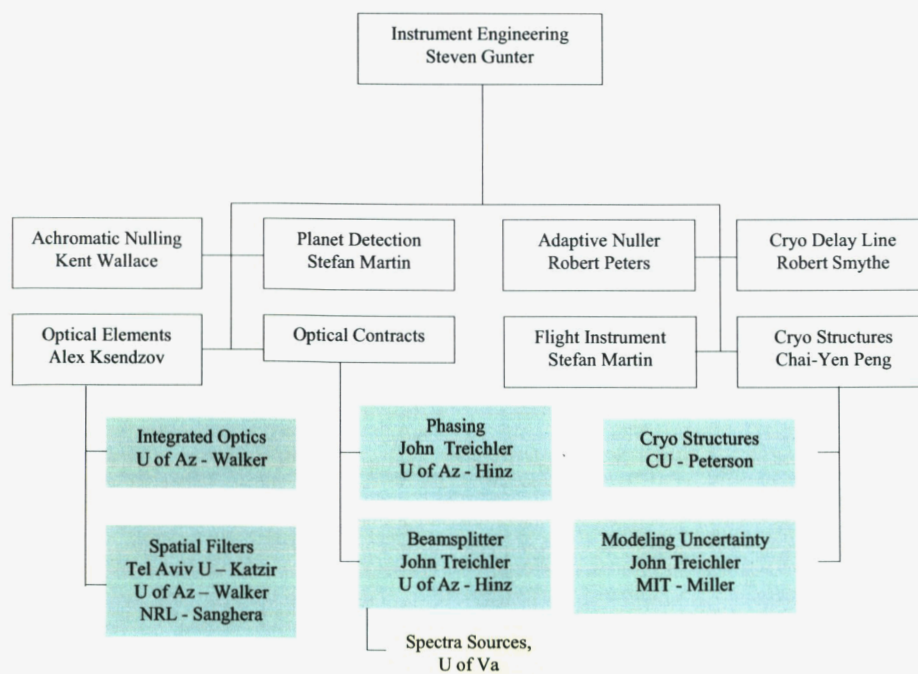 Instrument Engineering
Steven Gunter
Achromatic Nulling
Kent Wallace
Planet Detection
Stefan Martin
Adaptive Nuller
Robert Peters
Cryo Delay Line
Robert Smythe
Optical Elements
Alex Ksendzov
Optical Contracts
Flight Instrument
Stefan Martin
Cryo Structures
Chai-Yen Peng
Integrated Optics
U of Az - Walker
Phasing
John Treichler
U of Az - Hinz
Cryo Structures
CU - Peterson
Spatial Filters
Tel Aviv U – Katzir
U of Az – Walker
NRL - Sanghera
Beamsplitter
John Treichler
U of Az - Hinz
Modeling Uncertainty
John Treichler
MIT - Miller
Spectra Sources,
U of Va